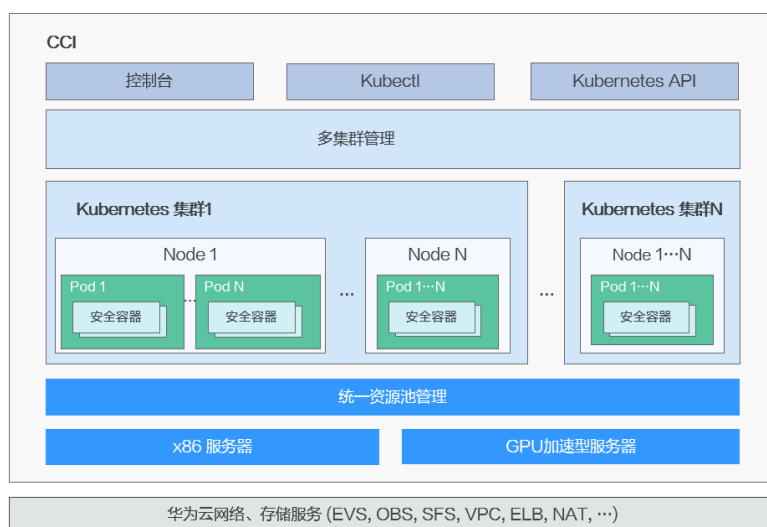 CCI
控制台
Kubectl
Kubernetes API
多集群管理
Kubernetes 集群1
Kubernetes 集群N
Node 1
Node N
Node 1…N
Pod 1
…
Pod N
…
Pod 1…N
…
Pod 1…N
安全容器
安全容器
安全容器
安全容器
统一资源池管理
x86 服务器
GPU加速型服务器
华为云网络、存储服务 (EVS, OBS, SFS, VPC, ELB, NAT, …)